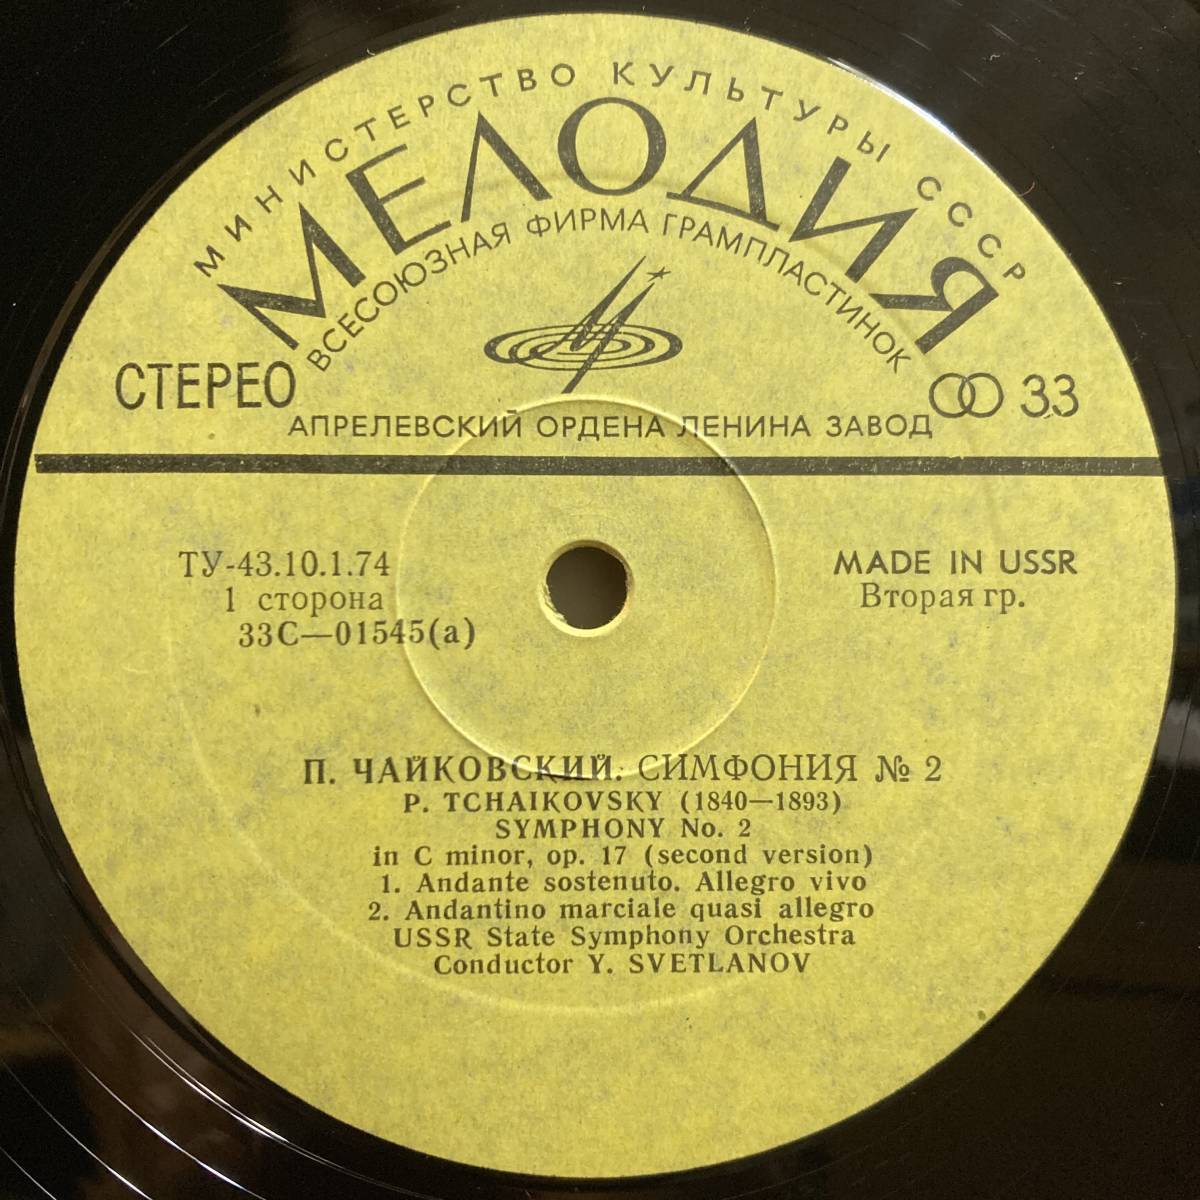 МИНИСТЕРСТВО КУЛЬТУРЫ СССР
МЕЛОДИЯ
ВСЕСОЮЗНАЯ ФИРМА ГРАМПЛАСТИНОК
СТЕРЕО
33
АПРЕЛЕВСКИЙ ОРДЕНА ЛЕНИНА ЗАВОД
ТУ-43.10.1.74
1 сторона
33С—01545(а)
MADE IN USSR
Вторая гр.
П. ЧАЙКОВСКИЙ. СИМФОНИЯ № 2
P. TCHAIKOVSKY (1840—1893)
SYMPHONY No. 2
in C minor, op. 17 (second version)
1. Andante sostenuto. Allegro vivo
2. Andantino marciale quasi allegro
USSR State Symphony Orchestra
Conductor Y. SVETLANOV